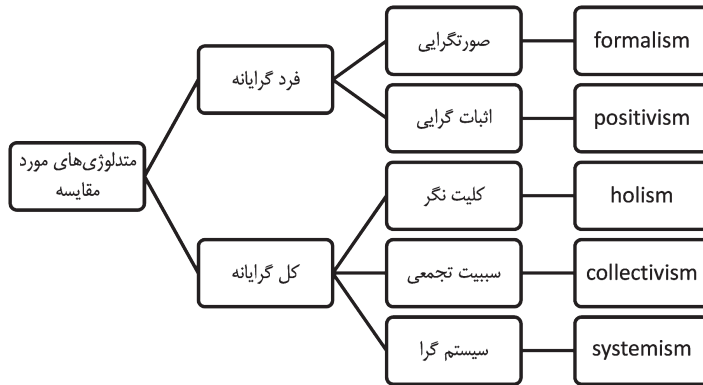 متدلوژی‌های مورد
مقایسه
فرد گرایانه
صورتگرایی
formalism
اثبات گرایی
positivism
کل گرایانه
کلیت نگر
holism
سببیت تجمعی
collectivism
سیستم گرا
systemism